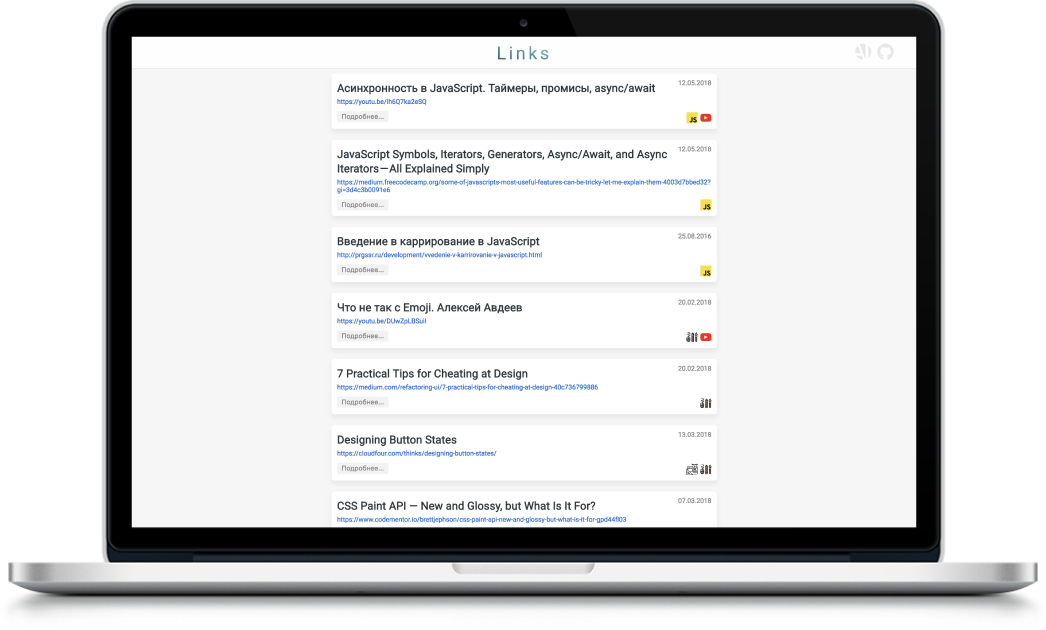 Links
Асинхронность в JavaScript. Таймеры, промисы, async/await
12.05.2018
https://youtu.be/Ih6Q7ka2eSQ
Подробнее...
JS
JavaScript Symbols, Iterators, Generators, Async/Await, and Async
12.05.2018
Iterators—All Explained Simply
https://medium.freecodecamp.org/some-of-javascripts-most-useful-features-can-be-tricky-let-me-explain-them-4003d7bbed32?
gi=3d4c3b0091e6
Подробнее...
JS
Введение в каррирование в JavaScript
25.08.2016
http://prgssr.ru/development/vvedenie-v-karrirovanie-v-javascript.html
Подробнее...
JS
Что не так с Emoji. Алексей Авдеев
20.02.2018
https://youtu.be/DUwZpLBSuiI
Подробнее...
7 Practical Tips for Cheating at Design
20.02.2018
https://medium.com/refactoring-ui/7-practical-tips-for-cheating-at-design-40c736799886
Подробнее...
Designing Button States
13.03.2018
https://cloudfour.com/thinks/designing-button-states/
Подробнее...
CSS Paint API — New and Glossy, but What Is It For?
07.03.2018
https://www.codementor.io/brettjephson/css-paint-api-new-and-glossy-but-what-is-it-for-gpd44fl03